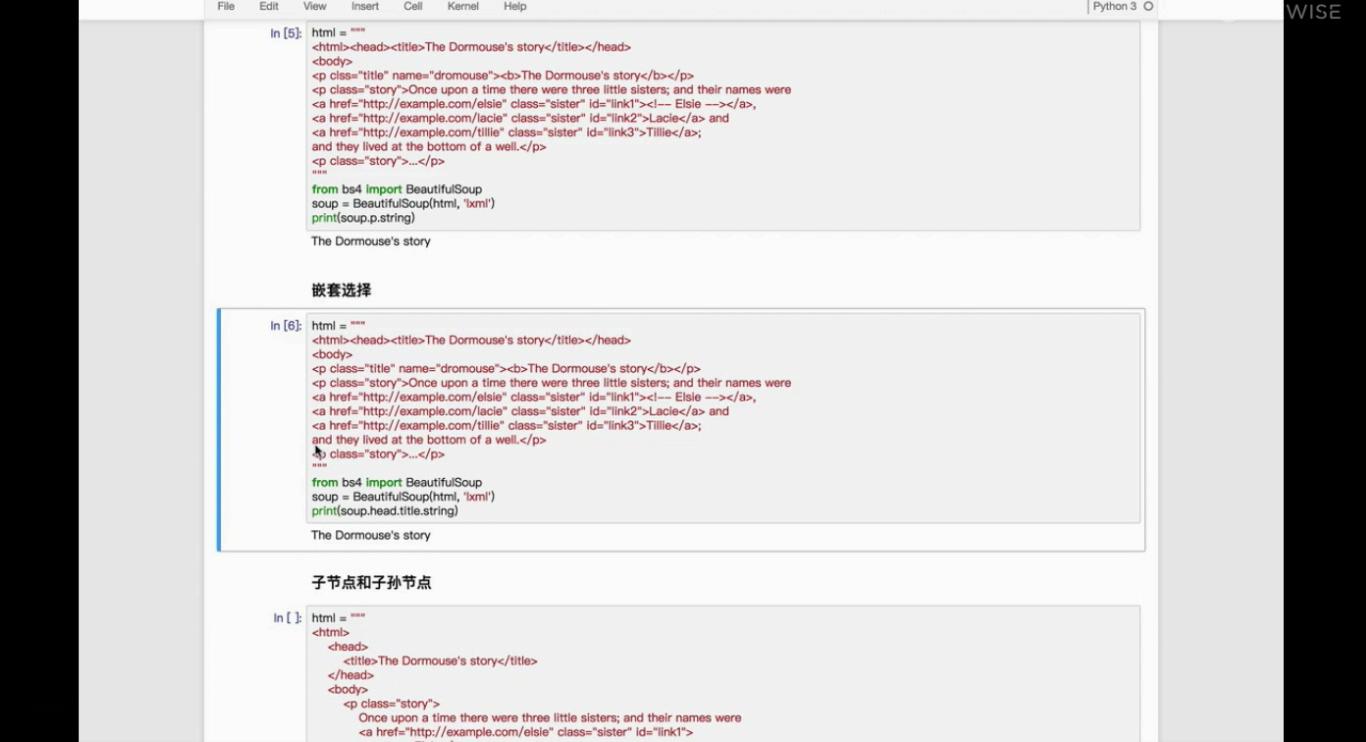 File Edit View Insert Cell Kernel Help Python 3
WISE
In [5]: html = """
<html><head><title>The Dormouse's story</title></head>
<body>
<p clss="title" name="dromouse"><b>The Dormouse's story</b></p>
<p class="story">Once upon a time there were three little sisters; and their names were
<a href="http://example.com/elsie" class="sister" id="link1"><!-- Elsie --></a>,
<a href="http://example.com/lacie" class="sister" id="link2">Lacie</a> and
<a href="http://example.com/tillie" class="sister" id="link3">Tillie</a>;
and they lived at the bottom of a well.</p>
<p class="story">...</p>
"""
from bs4 import BeautifulSoup
soup = BeautifulSoup(html, 'lxml')
print(soup.p.string)
The Dormouse's story
嵌套选择
In [6]: html = """
<html><head><title>The Dormouse's story</title></head>
<body>
<p class="title" name="dromouse"><b>The Dormouse's story</b></p>
<p class="story">Once upon a time there were three little sisters; and their names were
<a href="http://example.com/elsie" class="sister" id="link1"><!-- Elsie --></a>,
<a href="http://example.com/lacie" class="sister" id="link2">Lacie</a> and
<a href="http://example.com/tillie" class="sister" id="link3">Tillie</a>;
and they lived at the bottom of a well.</p>
<p class="story">...</p>
"""
from bs4 import BeautifulSoup
soup = BeautifulSoup(html, 'lxml')
print(soup.head.title.string)
The Dormouse's story
子节点和子孙节点
In [ ]: html = """
<html>
<head>
<title>The Dormouse's story</title>
</head>
<body>
<p class="story">
Once upon a time there were three little sisters; and their names were
<a href="http://example.com/elsie" class="sister" id="link1">